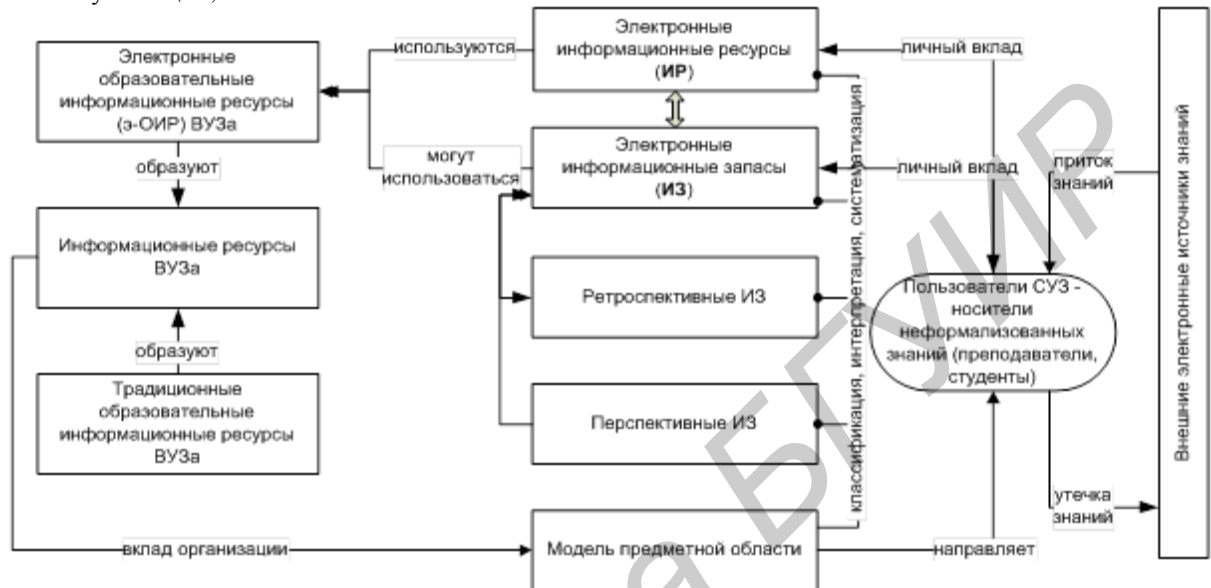 Электронные
образовательные
информационные ресурсы
(э-ОИР) ВУЗа
образуют
Информационные ресурсы
ВУЗа
образуют
Традиционные
образовательные
информационные ресурсы
ВУЗа
вклад организации
используются
могут
использоваться
Электронные
информационные ресурсы
(ИР)
Электронные
информационные запасы
(ИЗ)
Ретроспективные ИЗ
Перспективные ИЗ
Модель предметной области
классификация, интерпретация, систематизация
личный вклад
личный вклад
приток
знаний
Пользователи СУЗ -
носители
неформализованных
знаний (преподаватели,
студенты)
утечка
знаний
направляет
Внешние электронные источники знаний
БГУИР